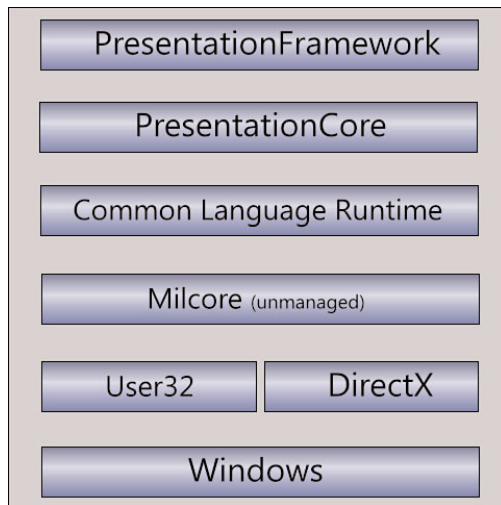 PresentationFramework
PresentationCore
Common Language Runtime
Milcore (unmanaged)
User32
DirectX
Windows